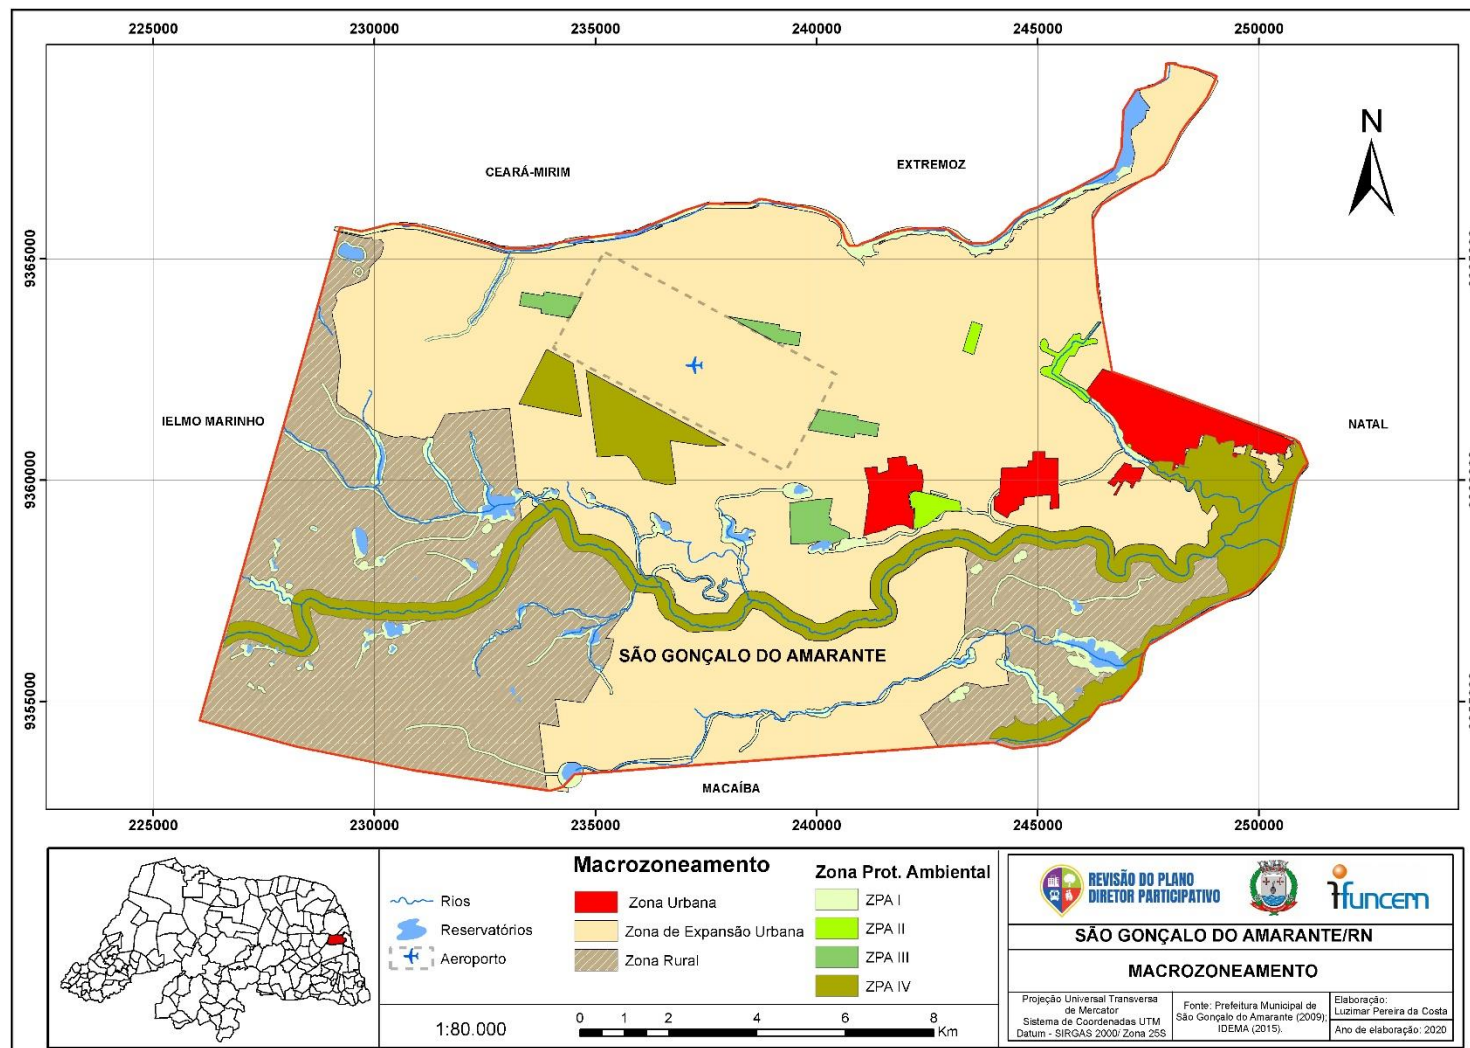 225000
230000
235000
240000
245000
250000
N
CEARÁ-MIRIM
EXTREMOZ
9365000
IELMO MARINHO
NATAL
9360000
SÃO GONÇALO DO AMARANTE
9355000
MACAÍBA
225000
230000
235000
240000
245000
250000
Rios
Reservatórios
Aeroporto
Macrozoneamento
Zona Urbana
Zona de Expansão Urbana
Zona Rural
Zona Prot. Ambiental
ZPA I
ZPA II
ZPA III
ZPA IV
1:80.000
0 1 2 4 6 8
Km
REVISÃO DO PLANO
DIRETOR PARTICIPATIVO
ifuncern
SÃO GONÇALO DO AMARANTE/RN
MACROZONEAMENTO
Projeção Universal Transversa
de Mercator
Sistema de Coordenadas UTM
Datum - SIRGAS 2000/ Zona 25S
Fonte: Prefeitura Municipal de
São Gonçalo do Amarante (2009);
IDEMA (2015).
Elaboração:
Luzimar Pereira da Costa
Ano de elaboração: 2020